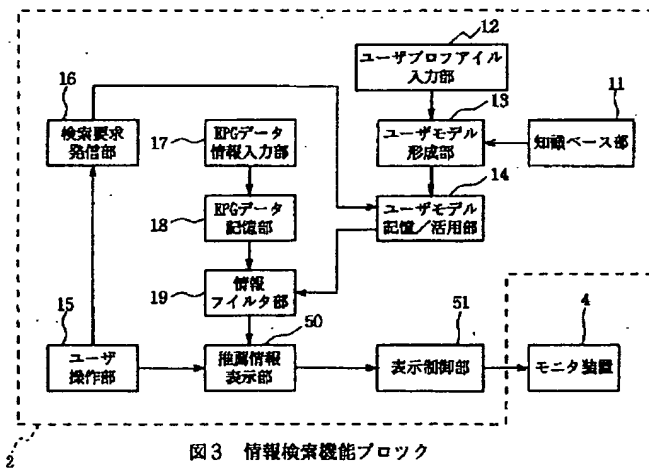 12
ユーザプロフアイル
入力部
16
検索要求
発信部
17
EPGデータ
情報入力部
13
ユーザモデル
形成部
11
知識ベース部
18
EPGデータ
記憶部
14
ユーザモデル
記憶／活用部
19
情報
フイルタ部
15
ユーザ
操作部
50
推薦情報
表示部
51
表示制御部
4
モニタ装置
2
図3 情報検索機能ブロツク